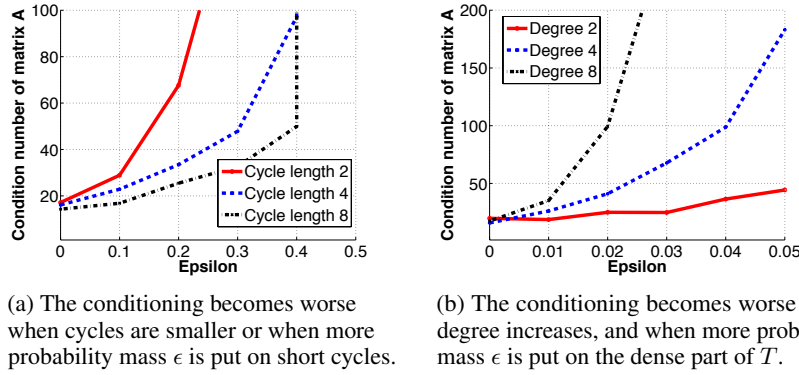 Condition number of matrix A
100
80
60
40
20
Cycle length 2
Cycle length 4
Cycle length 8
0 0.1 0.2 0.3 0.4 0.5
Epsilon
(a) The conditioning becomes worse
when cycles are smaller or when more
probability mass ϵ is put on short cycles.
Condition number of matrix A
200
150
100
50
Degree 2
Degree 4
Degree 8
0 0.01 0.02 0.03 0.04 0.05
Epsilon
(b) The conditioning becomes worse
degree increases, and when more prob
mass ϵ is put on the dense part of T.